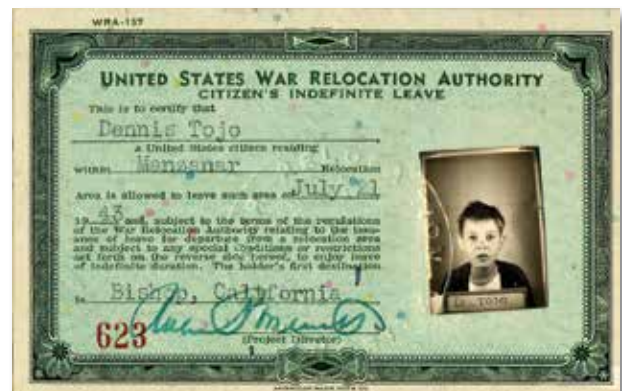 WRA-137
UNITED STATES WAR RELOCATION AUTHORITY
CITIZEN'S INDEFINITE LEAVE
This is to certify that
Dennis Tojo
a United States citizen residing
within Manzanar Relocation
Area is allowed to leave such area on July 21
19 43 and subject to the terms of the regulations
of the War Relocation Authority relating to the issu-
ance of leave for departure from a relocation area
and subject to any special conditions or restrictions
set forth on the reverse side hereof, to enjoy leave
of indefinite duration. The holder's first destination
is Bishop, California
623
(Project Director)
TOJO